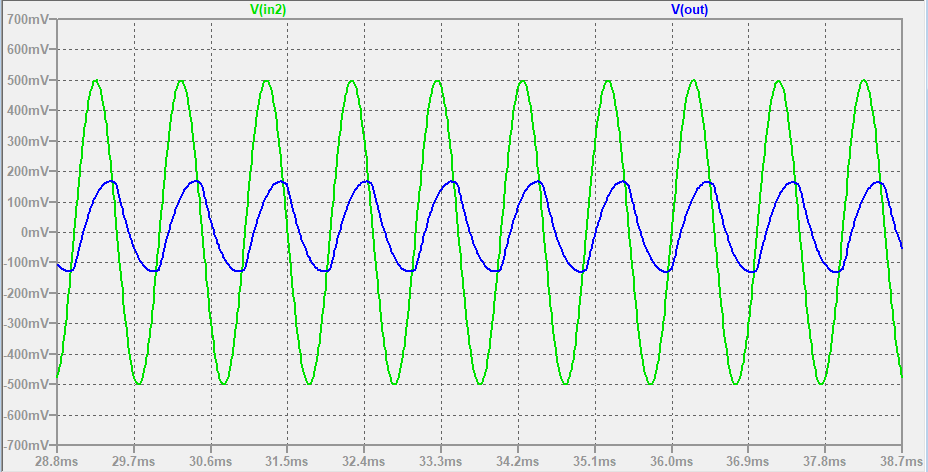 V(in2) V(out)
700mV
600mV
500mV
400mV
300mV
200mV
100mV
0mV
-100mV
-200mV
-300mV
-400mV
-500mV
-600mV
-700mV
28.8ms 29.7ms 30.6ms 31.5ms 32.4ms 33.3ms 34.2ms 35.1ms 36.0ms 36.9ms 37.8ms 38.7ms